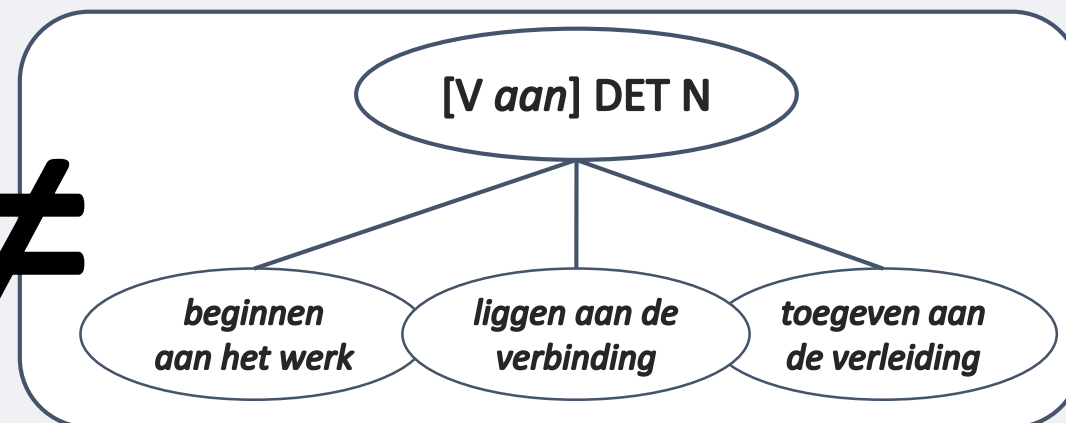 [V aan] DET N
≠
beginnen
aan het werk
liggen aan de
verbinding
toegeven aan
de verleiding